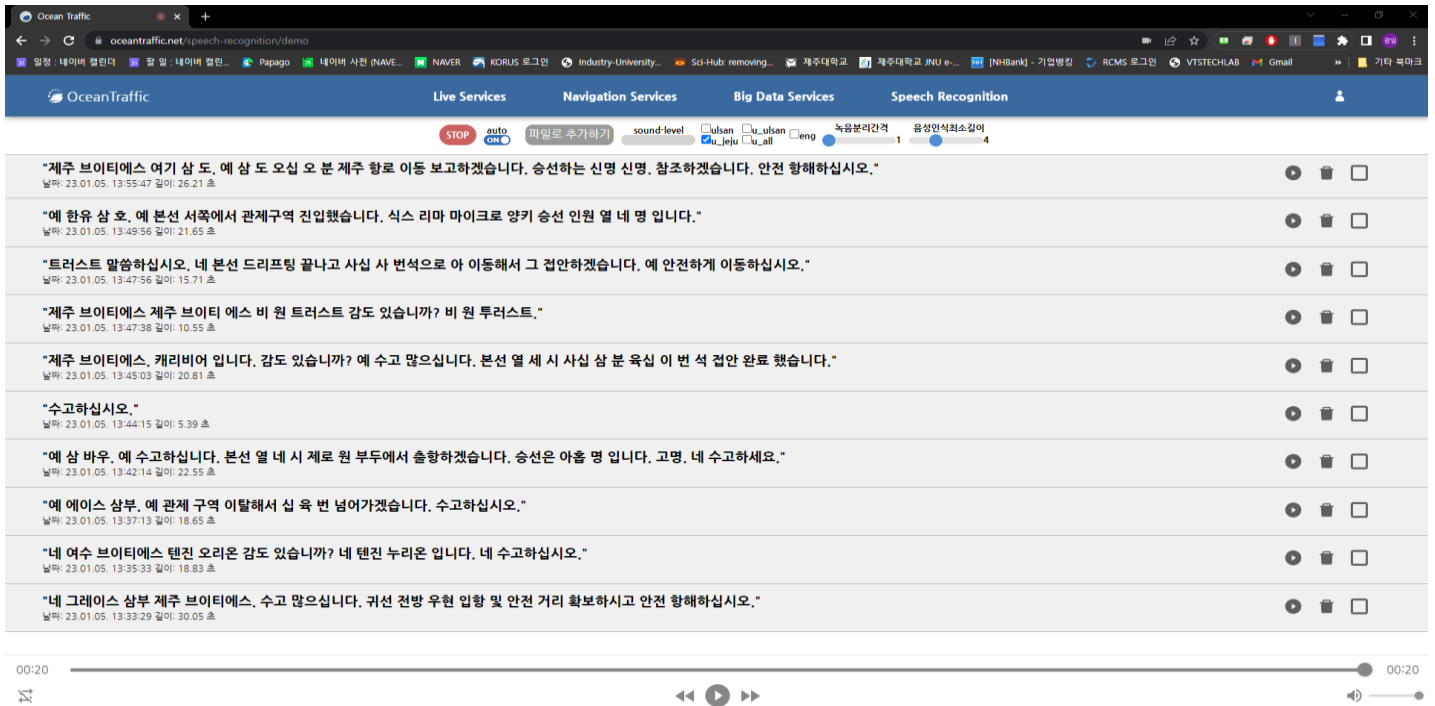 Ocean Traffic
oceantraffic.net/speech-recognition/demo
일정 : 네이버 캘린더 할 일 : 네이버 캘린... Papago 네이버 사전 (NAVE... NAVER KORUS 로그인 Industry-University... Sci-Hub: removing... 제주대학교 제주대학교 JNU e-... [NHBank] - 기업뱅킹 RCMS 로그인 VTSTECHLAB Gmail » 기타 북마크
OceanTraffic Live Services Navigation Services Big Data Services Speech Recognition
STOP auto ON 파일로 추가하기 sound-level ulsan u_ulsan u_jeju u_all eng 녹음분리간격 1 음성인식최소길이 4
"제주 브이티에스 여기 삼 도. 예 삼 도 오십 오 분 제주 항로 이동 보고하겠습니다. 승선하는 신명 신명. 참조하겠습니다. 안전 항해하십시오."
날짜: 23.01.05. 13:55:47 길이: 26.21 초
"예 한유 삼 호. 예 본선 서쪽에서 관제구역 진입했습니다. 식스 리마 마이크로 양키 승선 인원 열 네 명 입니다."
날짜: 23.01.05. 13:49:56 길이: 21.65 초
"트러스트 말씀하십시오. 네 본선 드리프팅 끝나고 사십 사 번석으로 아 이동해서 그 접안하겠습니다. 예 안전하게 이동하십시오."
날짜: 23.01.05. 13:47:56 길이: 15.71 초
"제주 브이티에스 제주 브이티 에스 비 원 트러스트 감도 있습니까? 비 원 투러스트."
날짜: 23.01.05. 13:47:38 길이: 10.55 초
"제주 브이티에스. 캐리비어 입니다. 감도 있습니까? 예 수고 많으십니다. 본선 열 세 시 사십 삼 분 육십 이 번 석 접안 완료 했습니다."
날짜: 23.01.05. 13:45:03 길이: 20.81 초
"수고하십시오."
날짜: 23.01.05. 13:44:15 길이: 5.39 초
"예 삼 바우. 예 수고하십니다. 본선 열 네 시 제로 원 부두에서 출항하겠습니다. 승선은 아홉 명 입니다. 고명. 네 수고하세요."
날짜: 23.01.05. 13:42:14 길이: 22.55 초
"예 에이스 삼부. 예 관제 구역 이탈해서 십 육 번 넘어가겠습니다. 수고하십시오."
날짜: 23.01.05. 13:37:13 길이: 18.65 초
"네 여수 브이티에스 텐진 오리온 감도 있습니까? 네 텐진 누리온 입니다. 네 수고하십시오."
날짜: 23.01.05. 13:35:33 길이: 18.83 초
"네 그레이스 삼부 제주 브이티에스. 수고 많으십니다. 귀선 전방 우현 입항 및 안전 거리 확보하시고 안전 항해하십시오."
날짜: 23.01.05. 13:33:29 길이: 30.05 초
00:20 00:20